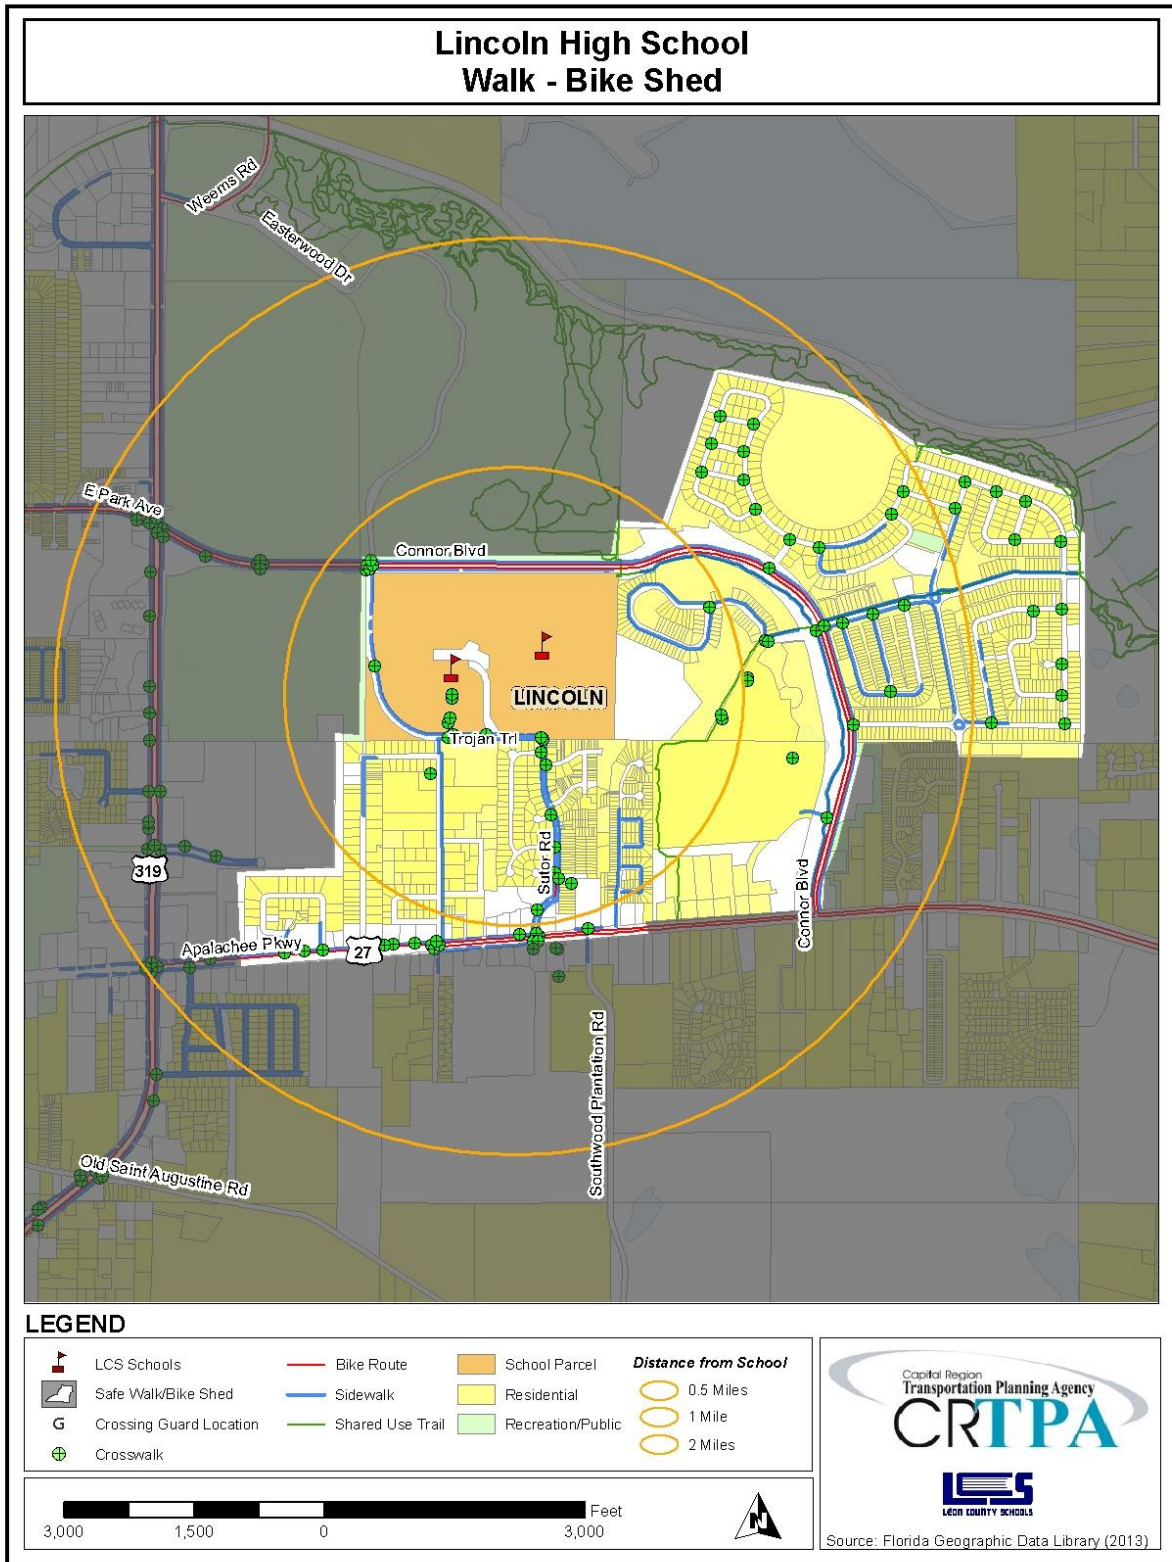 Lincoln High School
Walk - Bike Shed
Weems Rd
Easterwood Dr
E Park Ave
Connor Blvd
LINCOLN
Trojan Trl
Sutor Rd
319
Connor Blvd
Apalachee Pkwy
27
Southwood Plantation Rd
Old Saint Augustine Rd
LEGEND
LCS Schools
Safe Walk/Bike Shed
G Crossing Guard Location
Crosswalk
Bike Route
Sidewalk
Shared Use Trail
School Parcel
Residential
Recreation/Public
Distance from School
0.5 Miles
1 Mile
2 Miles
3,000 1,500 0 3,000 Feet
N
Capital Region
Transportation Planning Agency
CRTPA
LCS
LEON COUNTY SCHOOLS
Source: Florida Geographic Data Library (2013)